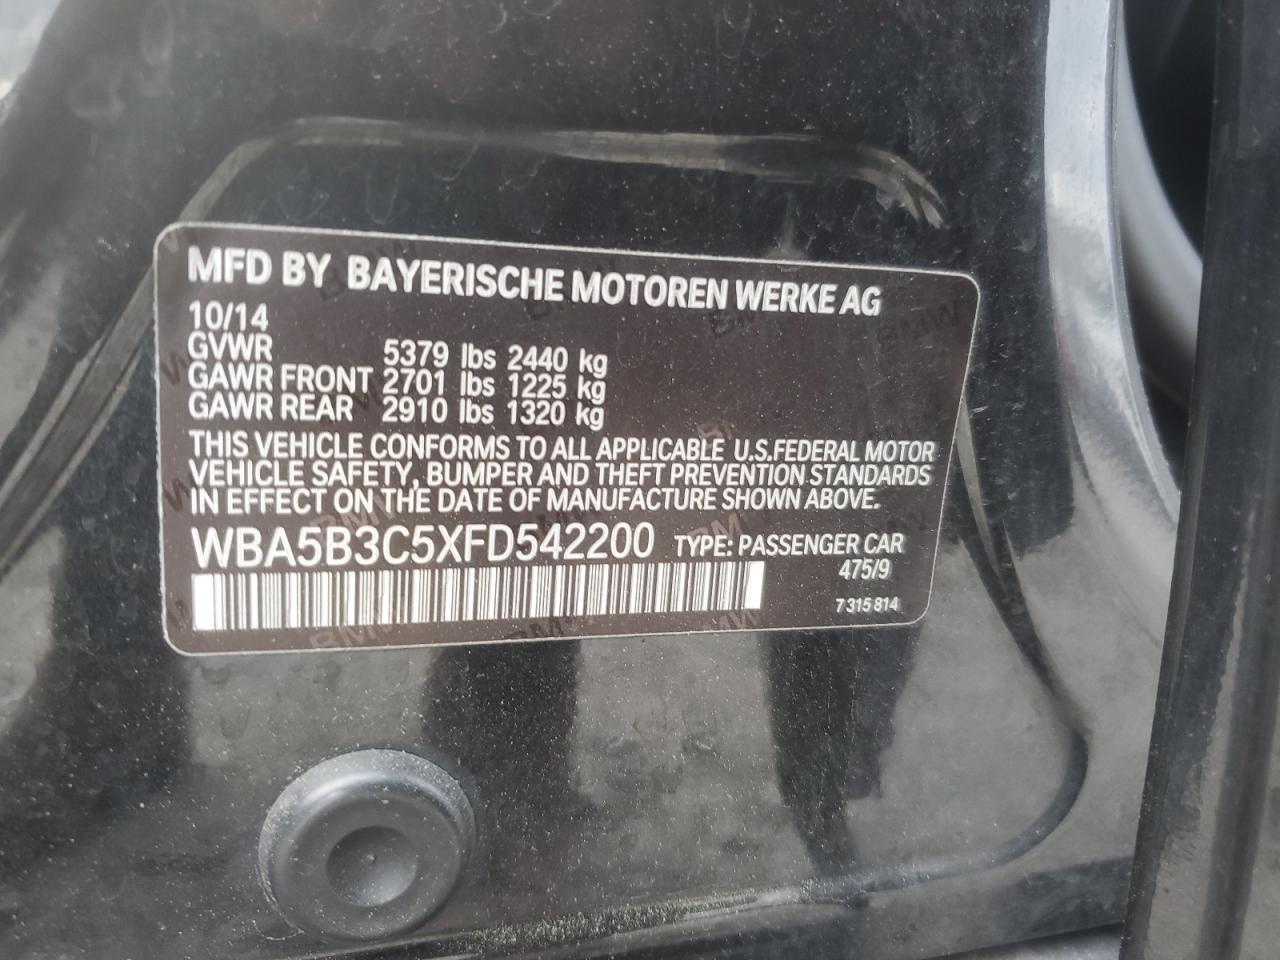 MFD BY BAYERISCHE MOTOREN WERKE AG
10/14
GVWR 5379 lbs 2440 kg
GAWR FRONT 2701 lbs 1225 kg
GAWR REAR 2910 lbs 1320 kg
THIS VEHICLE CONFORMS TO ALL APPLICABLE U.S.FEDERAL MOTOR
VEHICLE SAFETY, BUMPER AND THEFT PREVENTION STANDARDS
IN EFFECT ON THE DATE OF MANUFACTURE SHOWN ABOVE.
WBA5B3C5XFD542200 TYPE: PASSENGER CAR
475/9
7 315 814